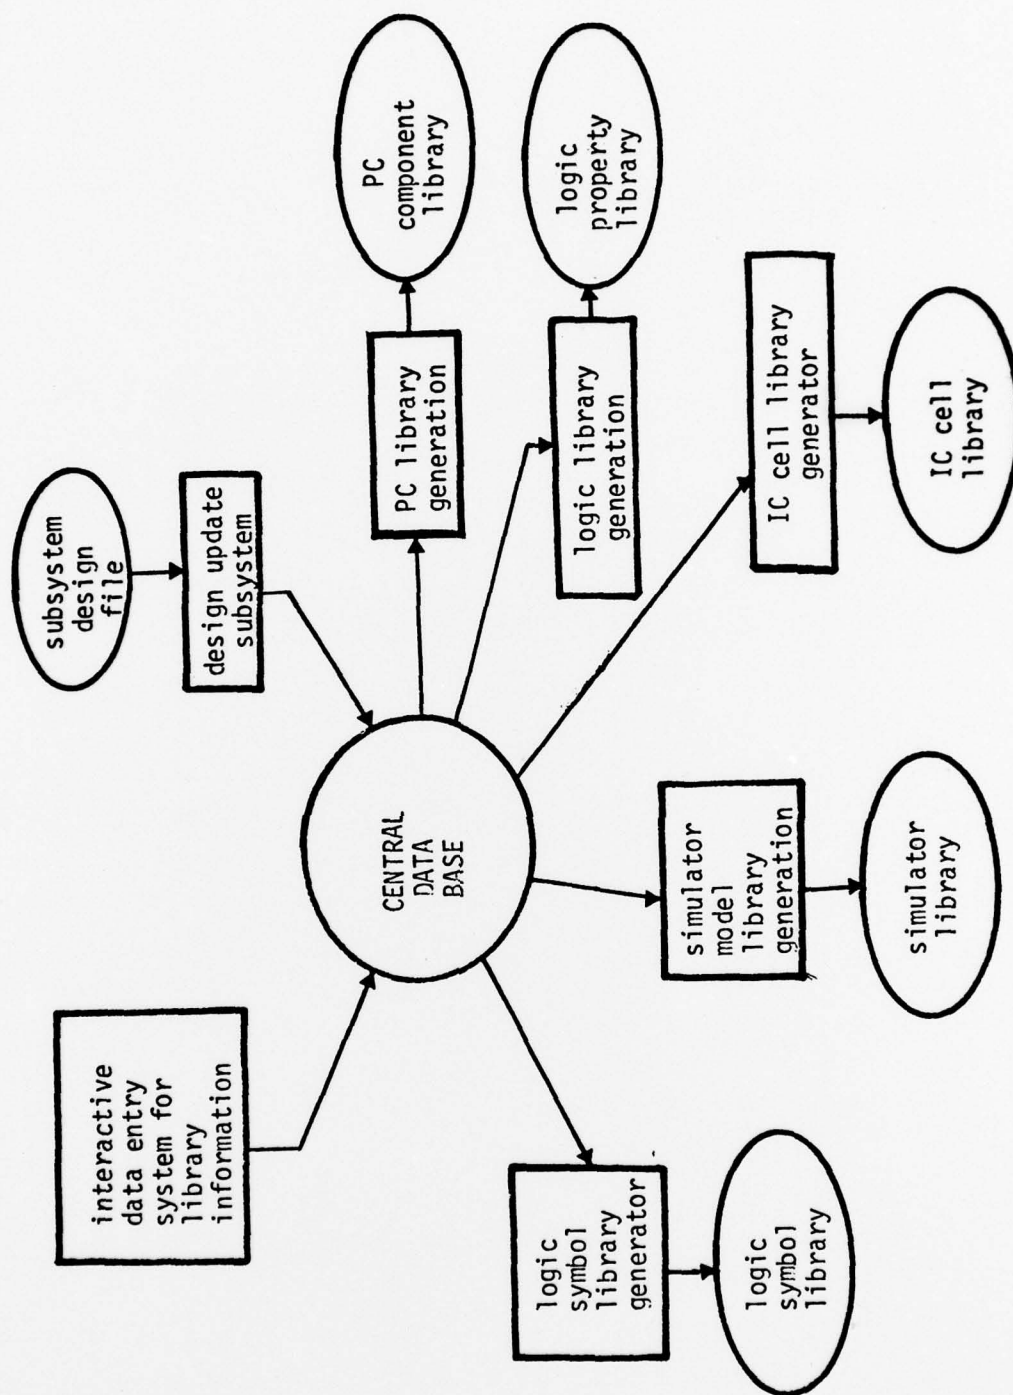 interactive
data entry
system for
library
information
subsystem
design
file
design update
subsystem
CENTRAL
DATA
BASE
PC library
generation
PC
component
library
logic library
generation
logic
property
library
logic
symbol
library
generator
logic
symbol
library
simulator
model
library
generation
simulator
library
IC cell library
generator
IC cell
library